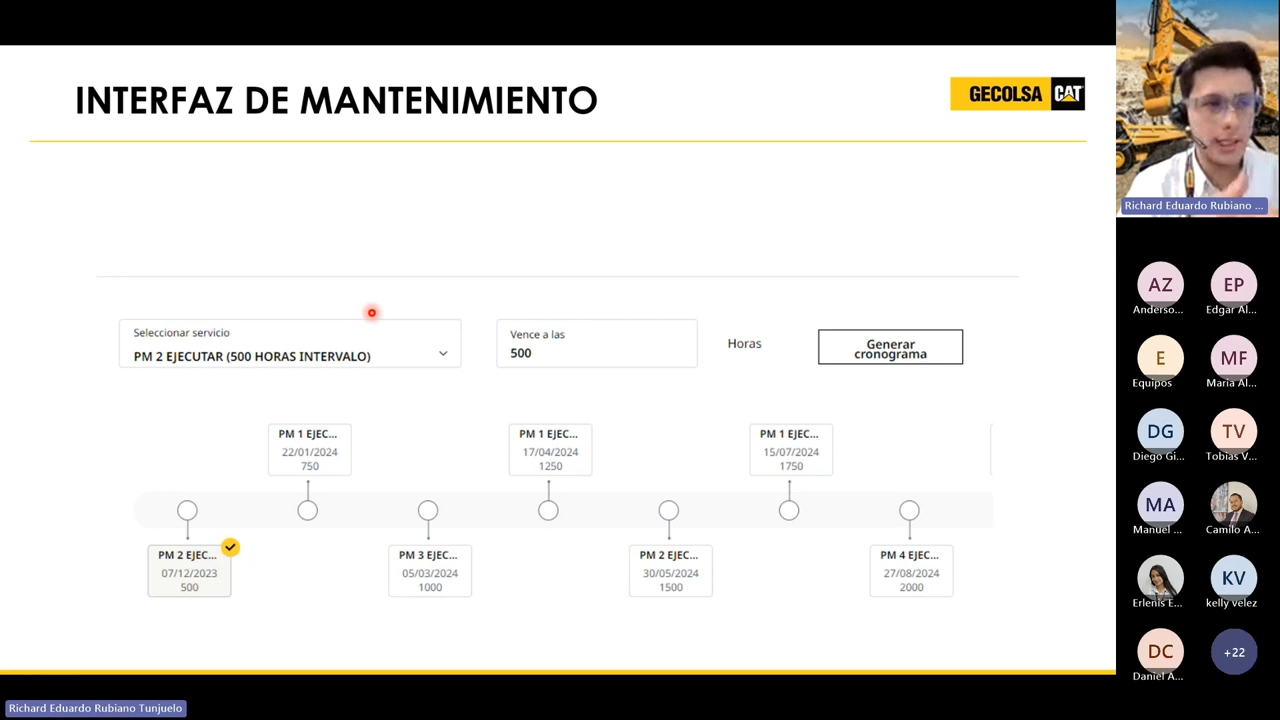 INTERFAZ DE MANTENIMIENTO
GECOLSA CAT
Seleccionar servicio
PM 2 EJECUTAR (500 HORAS INTERVALO)
Vence a las
500
Horas
Generar
cronograma
PM 1 EJEC...
22/01/2024
750
PM 1 EJEC...
17/04/2024
1250
PM 1 EJEC...
15/07/2024
1750
PM 2 EJEC...
07/12/2023
500
PM 3 EJEC...
05/03/2024
1000
PM 2 EJEC...
30/05/2024
1500
PM 4 EJEC...
27/08/2024
2000
Richard Eduardo Rubiano ...
AZ
Anderso...
EP
Edgar Al...
E
Equipos
MF
Maria Al...
DG
Diego Gi...
TV
Tobias V...
MA
Manuel ...
Camilo A...
Erlenis E...
KV
kelly velez
DC
Daniel A...
+22
Richard Eduardo Rubiano Tunjuelo